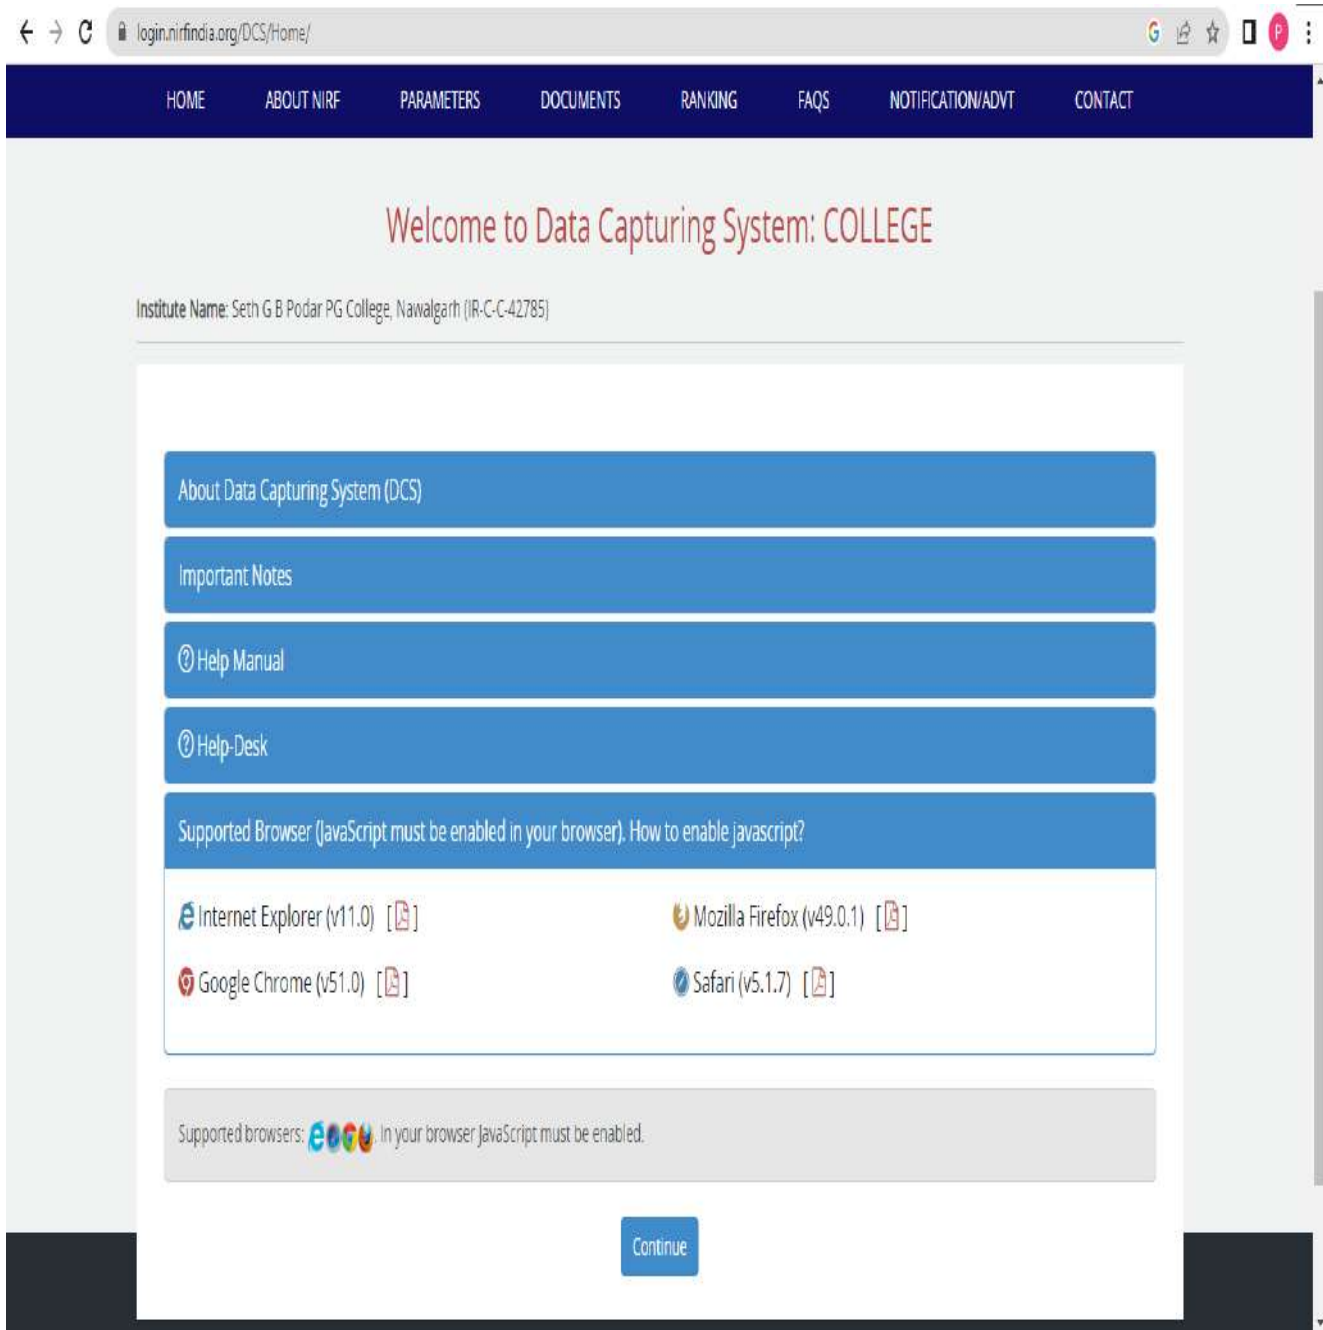 login.nirfindia.org/DCS/Home/
HOME ABOUT NIRF PARAMETERS DOCUMENTS RANKING FAQS NOTIFICATION/ADVT CONTACT
Welcome to Data Capturing System: COLLEGE
Institute Name: Seth G B Podar PG College, Nawalgarh (IR-C-C-42785)
About Data Capturing System (DCS)
Important Notes
Help Manual
Help-Desk
Supported Browser (JavaScript must be enabled in your browser). How to enable javascript?
Internet Explorer (v11.0) [ ] Mozilla Firefox (v49.0.1) [ ]
Google Chrome (v51.0) [ ] Safari (v5.1.7) [ ]
Supported browsers: . In your browser JavaScript must be enabled.
Continue